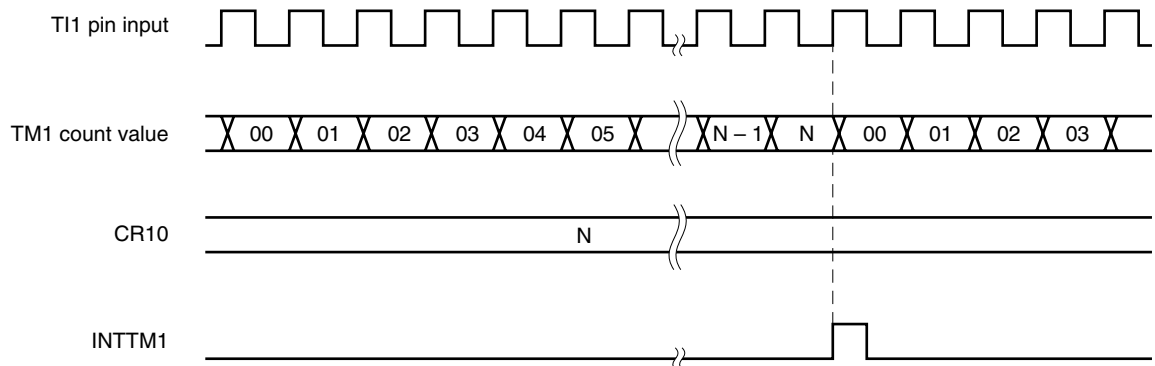 TI1 pin input
TM1 count value
00 01 02 03 04 05 N – 1 N 00 01 02 03
CR10
N
INTTM1